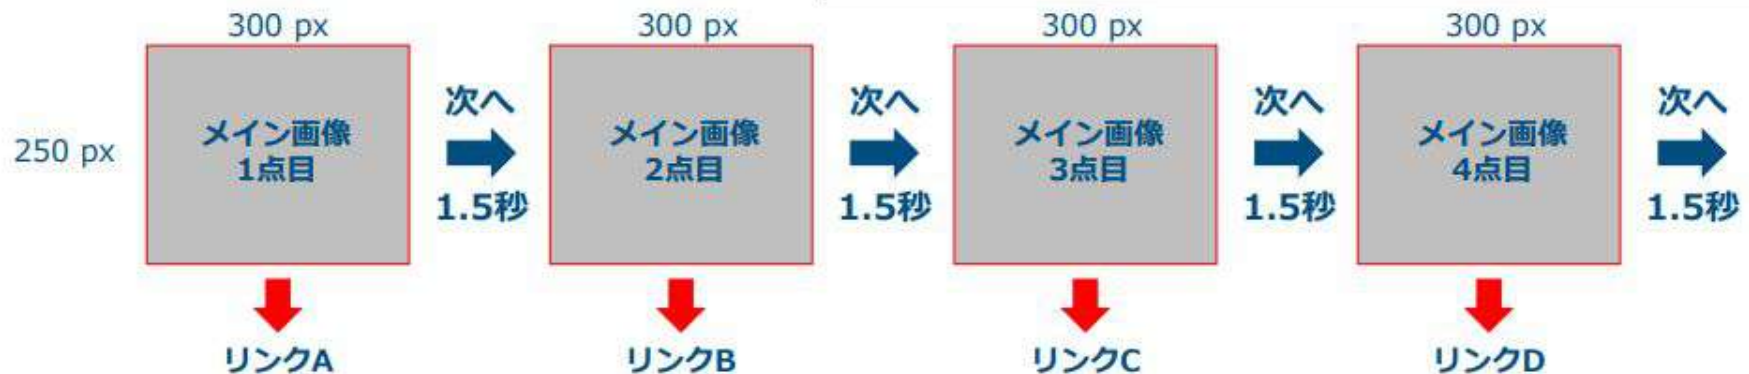 300 px
300 px
300 px
300 px
250 px
メイン画像
1点目
次へ
1.5秒
メイン画像
2点目
次へ
1.5秒
メイン画像
3点目
次へ
1.5秒
メイン画像
4点目
次へ
1.5秒
リンクA
リンクB
リンクC
リンクD